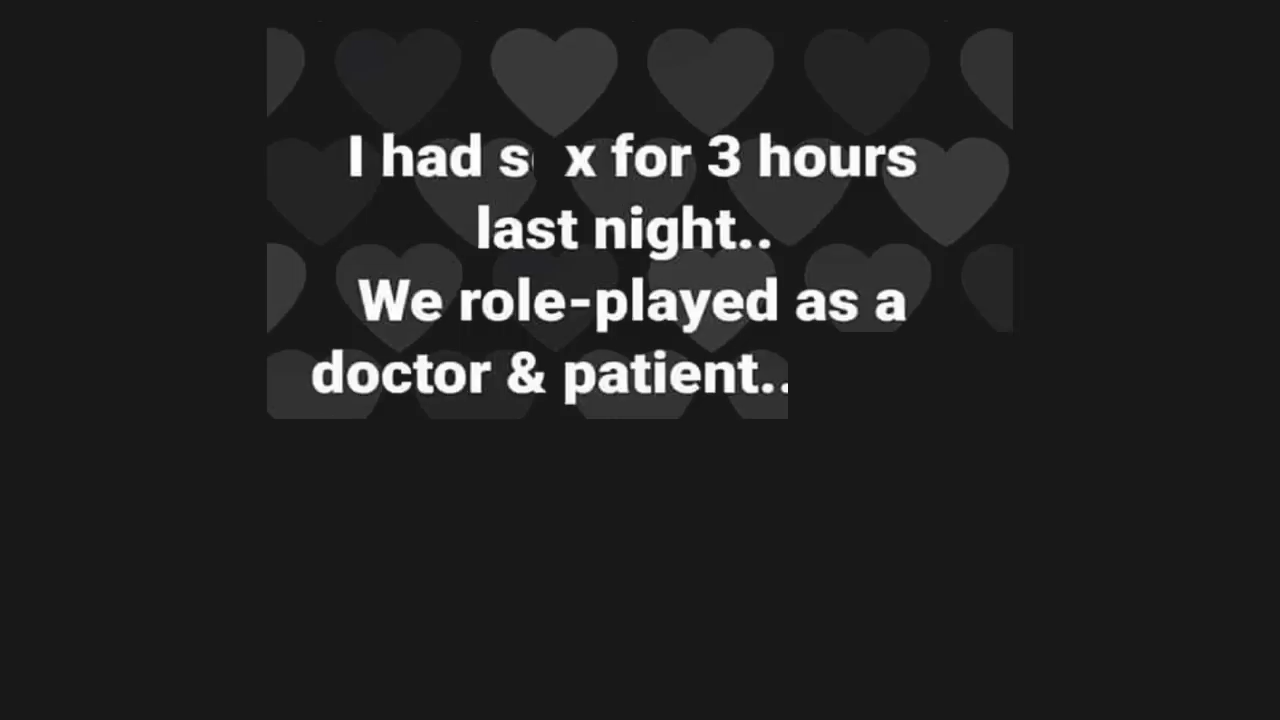 I had s x for 3 hours
last night..
We role-played as a
doctor & patient..